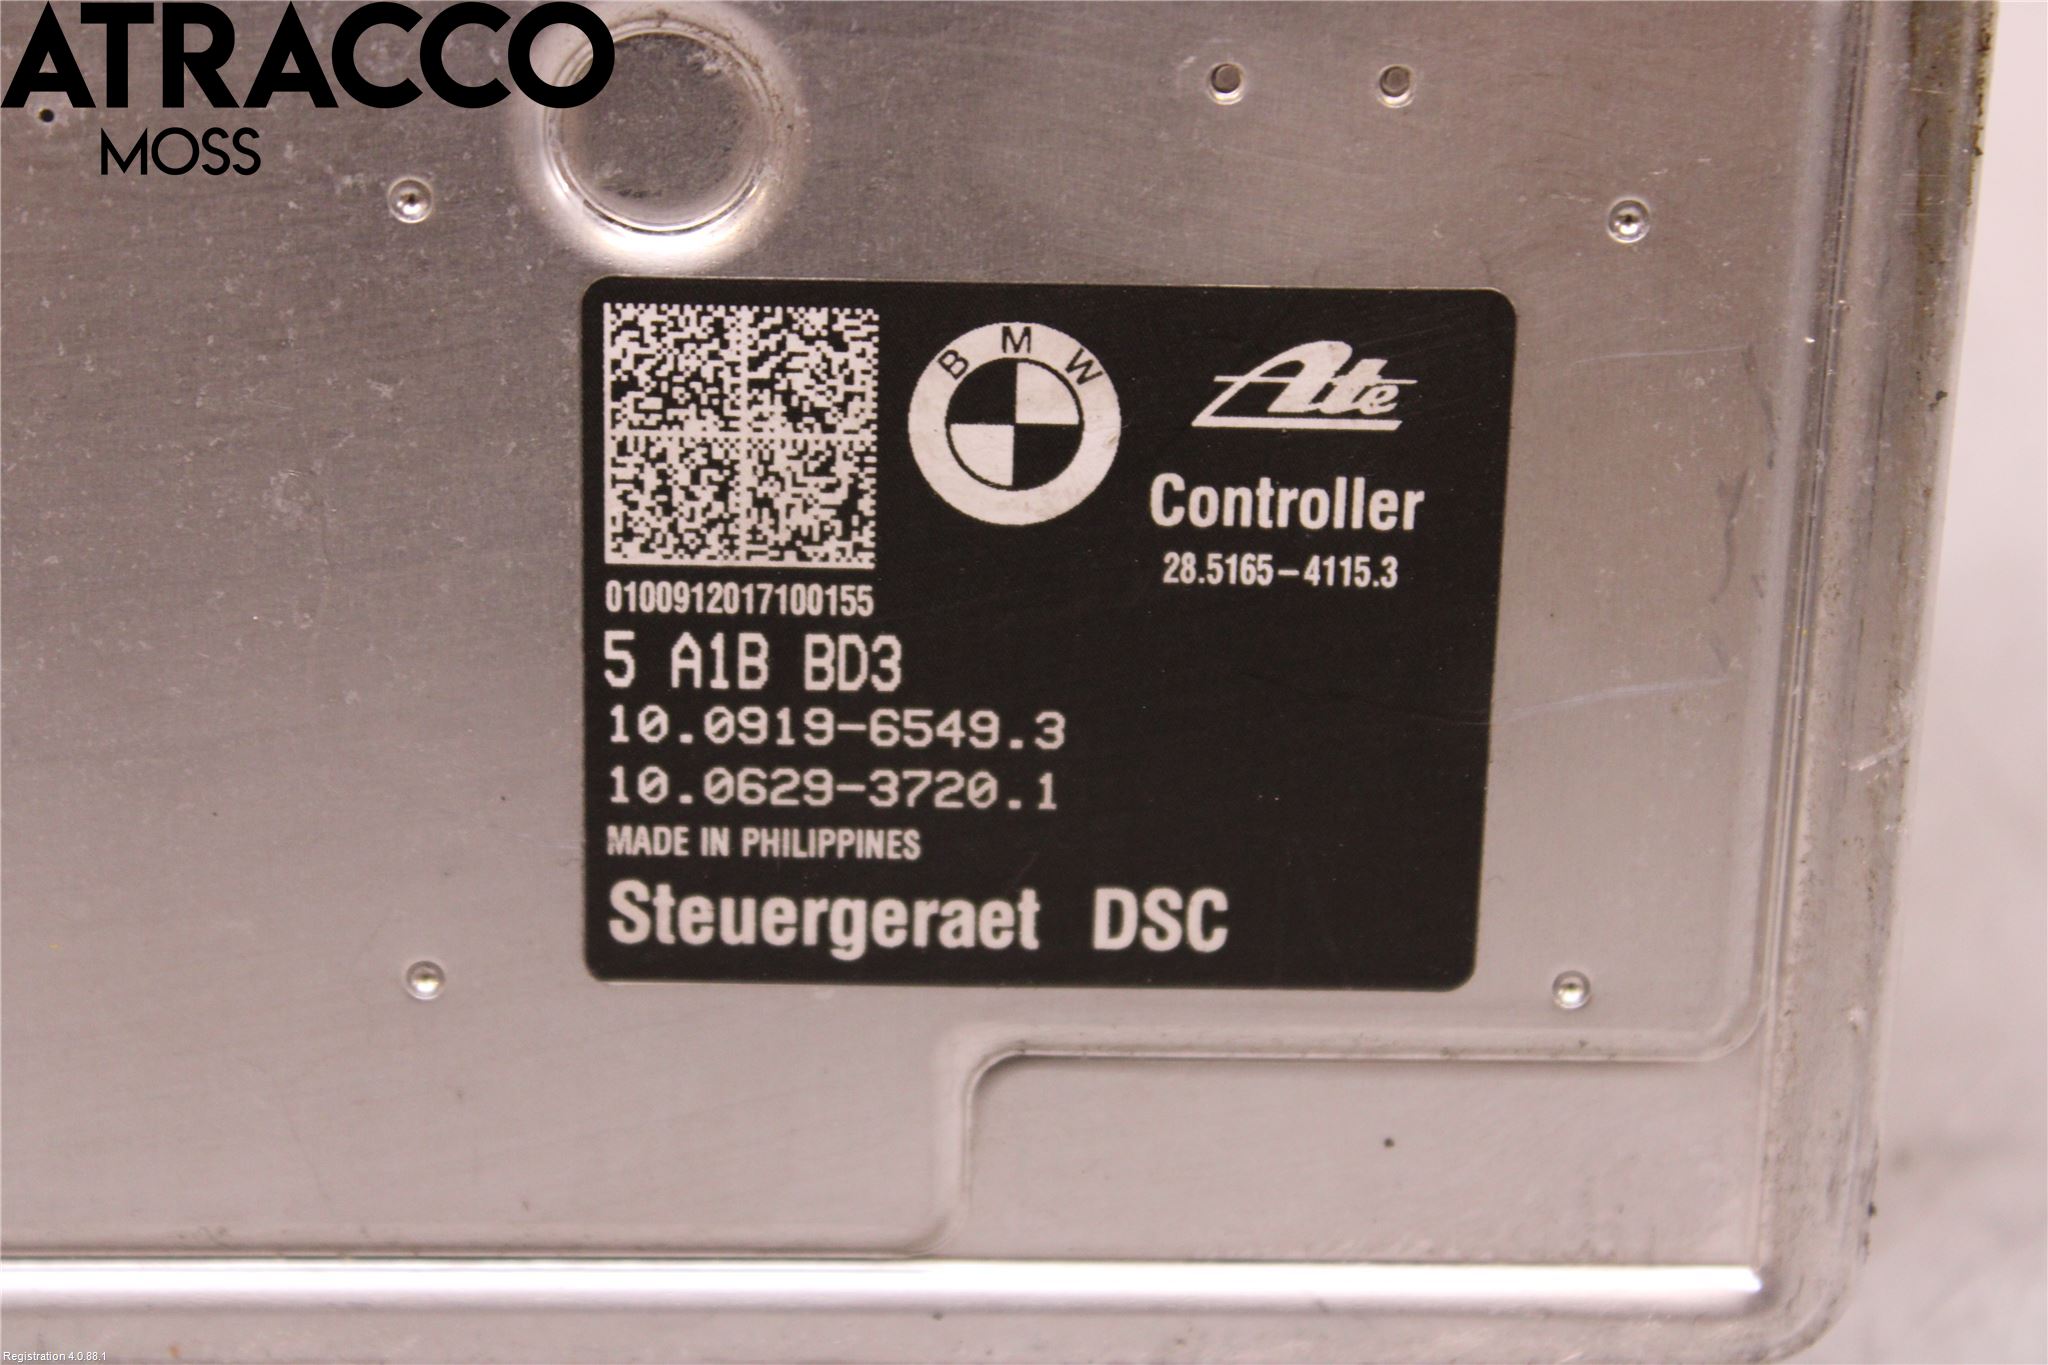 ATRACCO
MOSS
BMW
Ate
Controller
28.5165-4115.3
0100912017100155
5 A1B BD3
10.0919-6549.3
10.0629-3720.1
MADE IN PHILIPPINES
Steuergeraet DSC
Registration 4.0.88.1